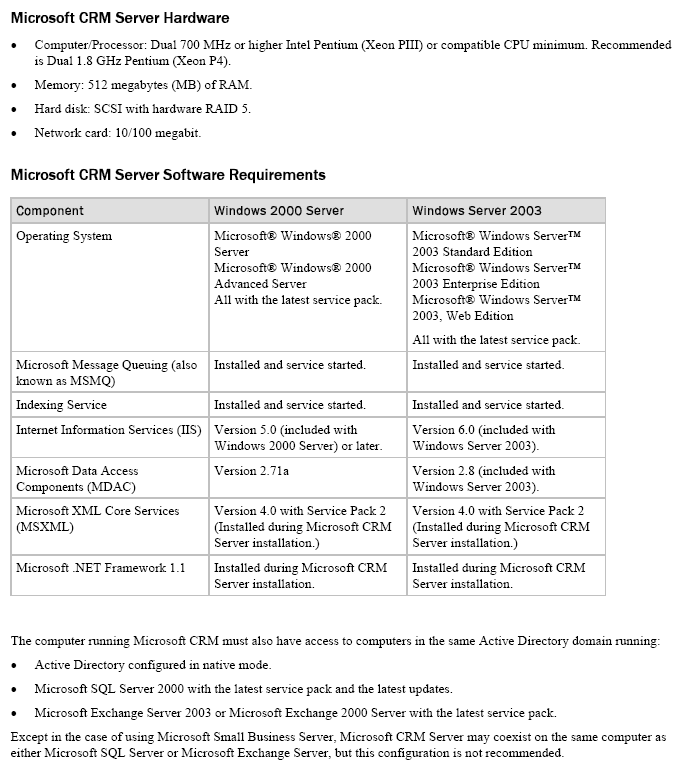 Microsoft CRM Server Hardware
• Computer/Processor: Dual 700 MHz or higher Intel Pentium (Xeon PIII) or compatible CPU minimum. Recommended
is Dual 1.8 GHz Pentium (Xeon P4).
• Memory: 512 megabytes (MB) of RAM.
• Hard disk: SCSI with hardware RAID 5.
• Network card: 10/100 megabit.
Microsoft CRM Server Software Requirements
Component Windows 2000 Server Windows Server 2003
Operating System
Microsoft® Windows® 2000
Server
Microsoft® Windows® 2000
Advanced Server
All with the latest service pack.
Microsoft® Windows Server™
2003 Standard Edition
Microsoft® Windows Server™
2003 Enterprise Edition
Microsoft® Windows Server™
2003, Web Edition
All with the latest service pack.
Microsoft Message Queuing (also
known as MSMQ)
Installed and service started.
Installed and service started.
Indexing Service
Installed and service started.
Installed and service started.
Internet Information Services (IIS)
Version 5.0 (included with
Windows 2000 Server) or later.
Version 6.0 (included with
Windows Server 2003).
Microsoft Data Access
Components (MDAC)
Version 2.71a
Version 2.8 (included with
Windows Server 2003).
Microsoft XML Core Services
(MSXML)
Version 4.0 with Service Pack 2
(Installed during Microsoft CRM
Server installation.)
Version 4.0 with Service Pack 2
(Installed during Microsoft CRM
Server installation.)
Microsoft .NET Framework 1.1
Installed during Microsoft CRM
Server installation.
Installed during Microsoft CRM
Server installation.
The computer running Microsoft CRM must also have access to computers in the same Active Directory domain running:
• Active Directory configured in native mode.
• Microsoft SQL Server 2000 with the latest service pack and the latest updates.
• Microsoft Exchange Server 2003 or Microsoft Exchange 2000 Server with the latest service pack.
Except in the case of using Microsoft Small Business Server, Microsoft CRM Server may coexist on the same computer as
either Microsoft SQL Server or Microsoft Exchange Server, but this configuration is not recommended.